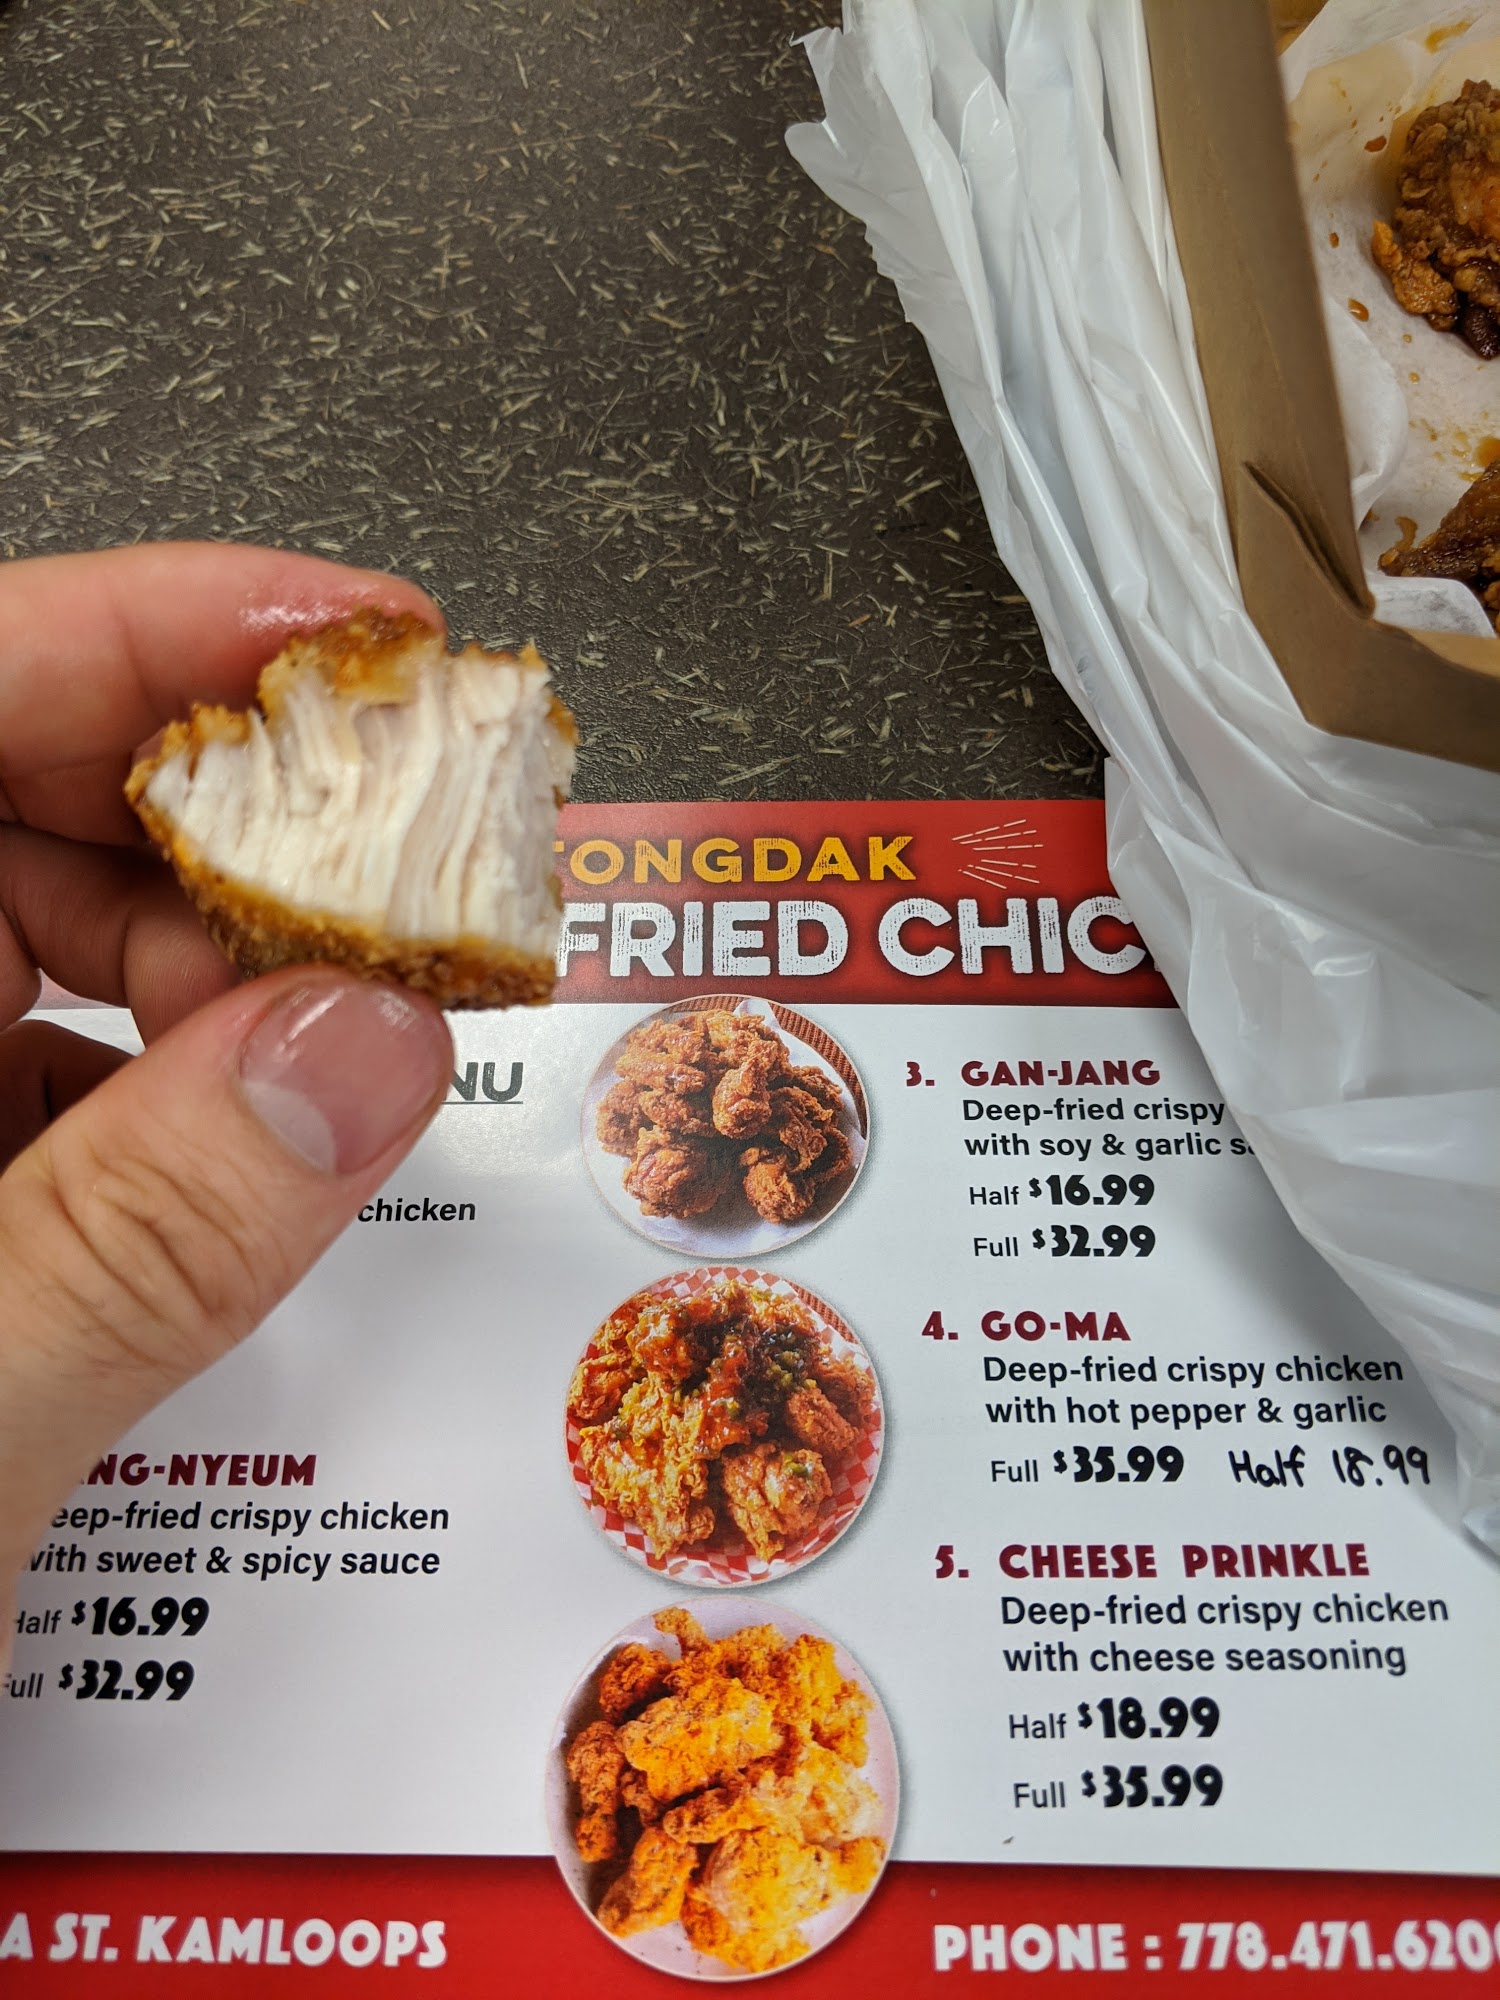 TONGDAK
FRIED CHIC
NU
chicken
NG-NYEUM
eep-fried crispy chicken
with sweet & spicy sauce
Half $16.99
Full $32.99
3. GAN-JANG
Deep-fried crispy
with soy & garlic
Half $16.99
Full $32.99
4. GO-MA
Deep-fried crispy chicken
with hot pepper & garlic
Full $35.99 Half 18.99
5. CHEESE PRINKLE
Deep-fried crispy chicken
with cheese seasoning
Half $18.99
Full $35.99
A ST. KAMLOOPS
PHONE : 778.471.620